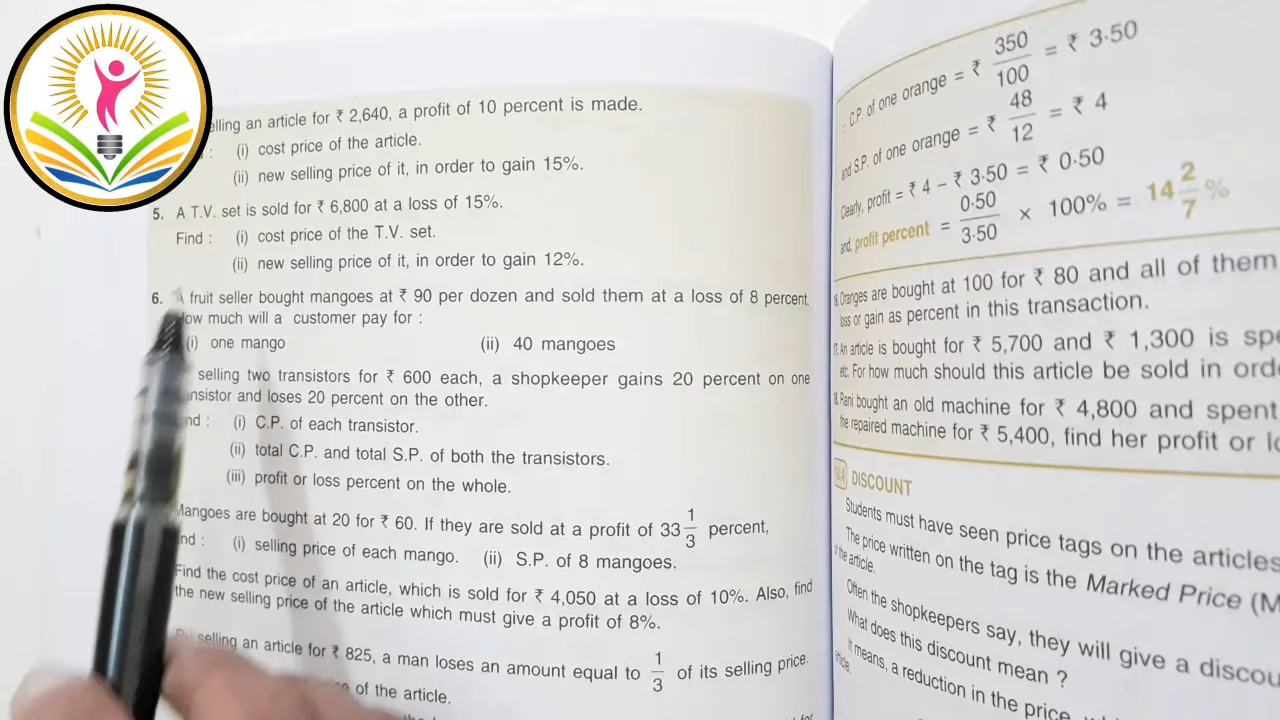 elling an article for ₹ 2,640, a profit of 10 percent is made.
: (i) cost price of the article.
(ii) new selling price of it, in order to gain 15%.
5. A T.V. set is sold for ₹ 6,800 at a loss of 15%.
Find : (i) cost price of the T.V. set.
(ii) new selling price of it, in order to gain 12%.
6. A fruit seller bought mangoes at ₹ 90 per dozen and sold them at a loss of 8 percent.
ow much will a customer pay for :
(i) one mango (ii) 40 mangoes
selling two transistors for ₹ 600 each, a shopkeeper gains 20 percent on one
nsistor and loses 20 percent on the other.
nd : (i) C.P. of each transistor.
(ii) total C.P. and total S.P. of both the transistors.
(iii) profit or loss percent on the whole.
Mangoes are bought at 20 for ₹ 60. If they are sold at a profit of 33 1/3 percent,
nd : (i) selling price of each mango. (ii) S.P. of 8 mangoes.
Find the cost price of an article, which is sold for ₹ 4,050 at a loss of 10%. Also, find
the new selling price of the article which must give a profit of 8%.
By selling an article for ₹ 825, a man loses an amount equal to 1/3 of its selling price.
of the article.
∴ C.P. of one orange = ₹ 350/100 = ₹ 3·50
and S.P. of one orange = ₹ 48/12 = ₹ 4
Clearly, profit = ₹ 4 − ₹ 3·50 = ₹ 0·50
and, profit percent = 0·50/3·50 × 100% = 14 2/7 %
Oranges are bought at 100 for ₹ 80 and all of them
loss or gain as percent in this transaction.
An article is bought for ₹ 5,700 and ₹ 1,300 is spe
etc. For how much should this article be sold in orde
Rani bought an old machine for ₹ 4,800 and spent
the repaired machine for ₹ 5,400, find her profit or lo
DISCOUNT
Students must have seen price tags on the articles
The price written on the tag is the Marked Price (M
of the article.
Often the shopkeepers say, they will give a discou
What does this discount mean ?
It means, a reduction in the price,
article.